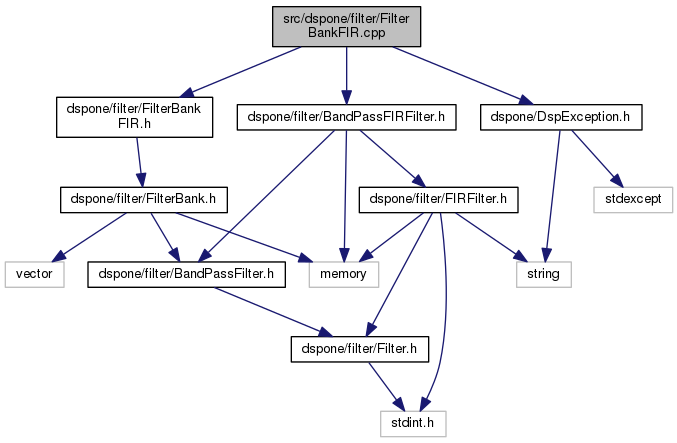 src/dspone/filter/Filter
BankFIR.cpp
dspone/filter/FilterBank
FIR.h
dspone/filter/BandPassFIRFilter.h
dspone/DspException.h
dspone/filter/FilterBank.h
dspone/filter/FIRFilter.h
stdexcept
vector
dspone/filter/BandPassFilter.h
memory
string
dspone/filter/Filter.h
stdint.h